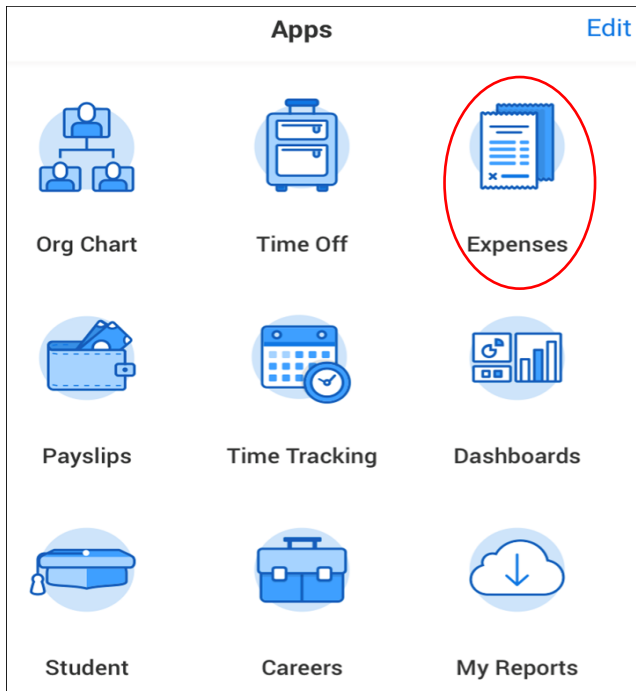 Apps Edit
Org Chart Time Off Expenses
Payslips Time Tracking Dashboards
Student Careers My Reports